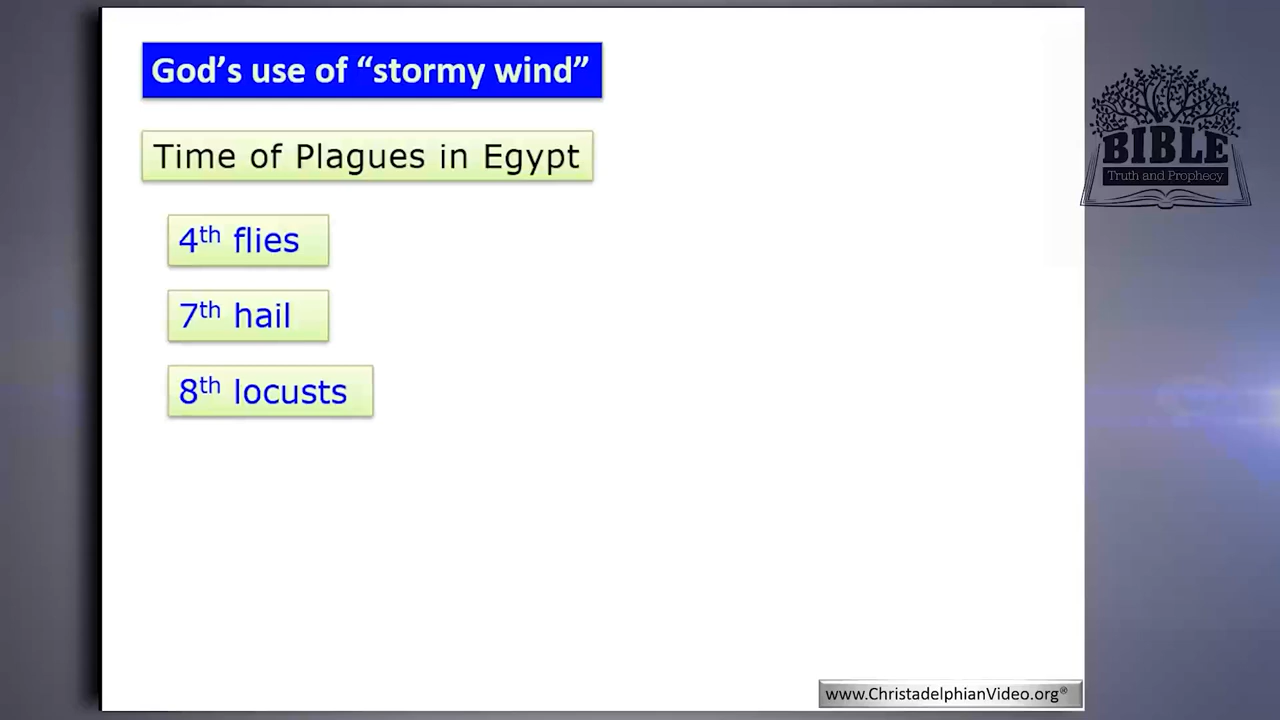 God's use of “stormy wind”
Time of Plagues in Egypt
4th flies
7th hail
8th locusts
BIBLE
Truth and Prophecy
www.ChristadelphianVideo.org®